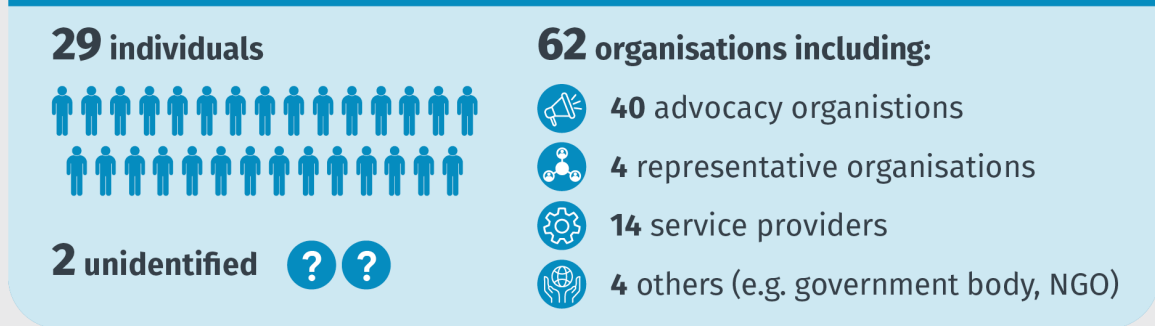 29 individuals
2 unidentified
? ?
62 organisations including:
40 advocacy organistions
4 representative organisations
14 service providers
4 others (e.g. government body, NGO)